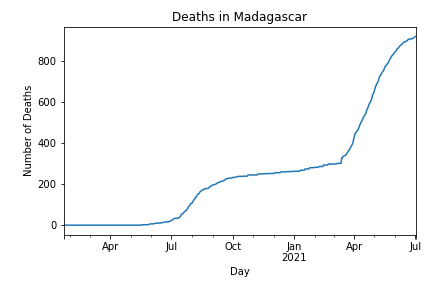 Deaths in Madagascar
Number of Deaths
800
600
400
200
0
Apr
Jul
Oct
Jan
2021
Apr
Jul
Day